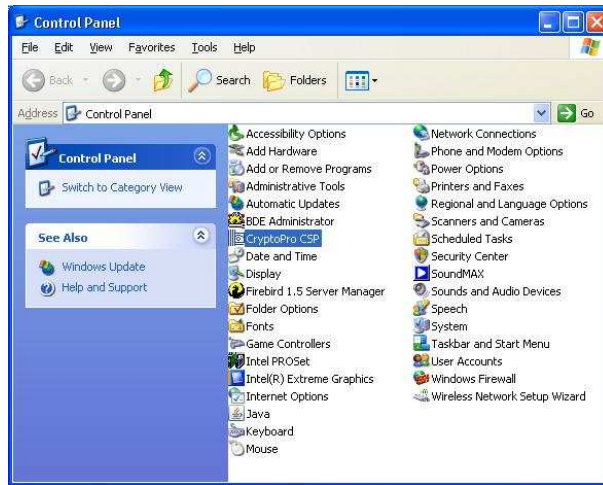 Control Panel
File Edit View Favorites Tools Help
Back Search Folders
Address Control Panel Go
Control Panel
Switch to Category View
See Also
Windows Update
Help and Support
Accessibility Options
Add Hardware
Add or Remove Programs
Administrative Tools
Automatic Updates
BDE Administrator
CryptoPro CSP
Date and Time
Display
Firebird 1.5 Server Manager
Folder Options
Fonts
Game Controllers
Intel PROSet
Intel(R) Extreme Graphics
Internet Options
Java
Keyboard
Mouse
Network Connections
Phone and Modem Options
Power Options
Printers and Faxes
Regional and Language Options
Scanners and Cameras
Scheduled Tasks
Security Center
SoundMAX
Sounds and Audio Devices
Speech
System
Taskbar and Start Menu
User Accounts
Windows Firewall
Wireless Network Setup Wizard